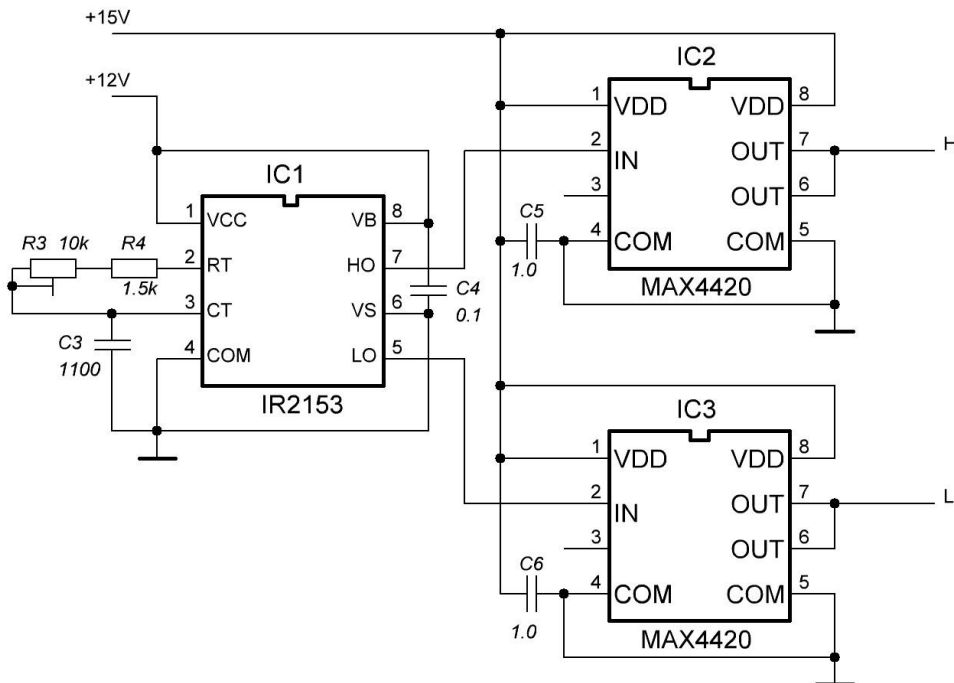 +15V
+12V
IC1
1 VCC VB 8
R3 10k R4
1.5k
2 RT HO 7
3 CT VS 6
4 COM LO 5
IR2153
C3
1100
C4
0.1
IC2
1 VDD VDD 8
2 IN OUT 7
3 OUT 6
4 COM COM 5
MAX4420
C5
1.0
H
IC3
1 VDD VDD 8
2 IN OUT 7
3 OUT 6
4 COM COM 5
MAX4420
C6
1.0
L